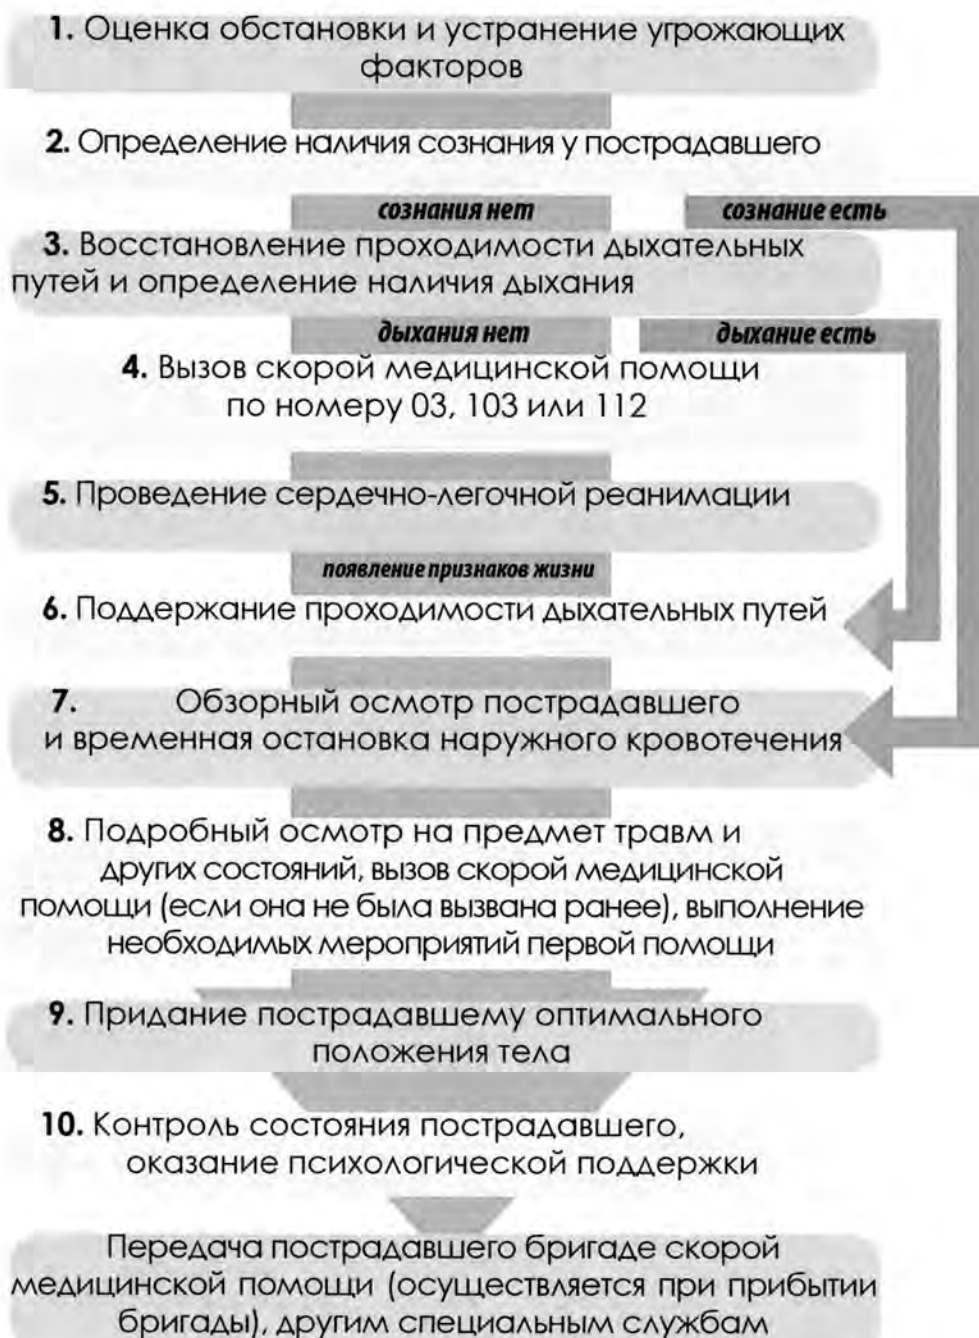 1. Оценка обстановки и устранение угрожающих
факторов
2. Определение наличия сознания у пострадавшего
сознания нет
сознание есть
3. Восстановление проходимости дыхательных
путей и определение наличия дыхания
дыхания нет
дыхание есть
4. Вызов скорой медицинской помощи
по номеру 03, 103 или 112
5. Проведение сердечно-легочной реанимации
появление признаков жизни
6. Поддержание проходимости дыхательных путей
7. Обзорный осмотр пострадавшего
и временная остановка наружного кровотечения
8. Подробный осмотр на предмет травм и
других состояний, вызов скорой медицинской
помощи (если она не была вызвана ранее), выполнение
необходимых мероприятий первой помощи
9. Придание пострадавшему оптимального
положения тела
10. Контроль состояния пострадавшего,
оказание психологической поддержки
Передача пострадавшего бригаде скорой
медицинской помощи (осуществляется при прибытии
бригады), другим специальным службам